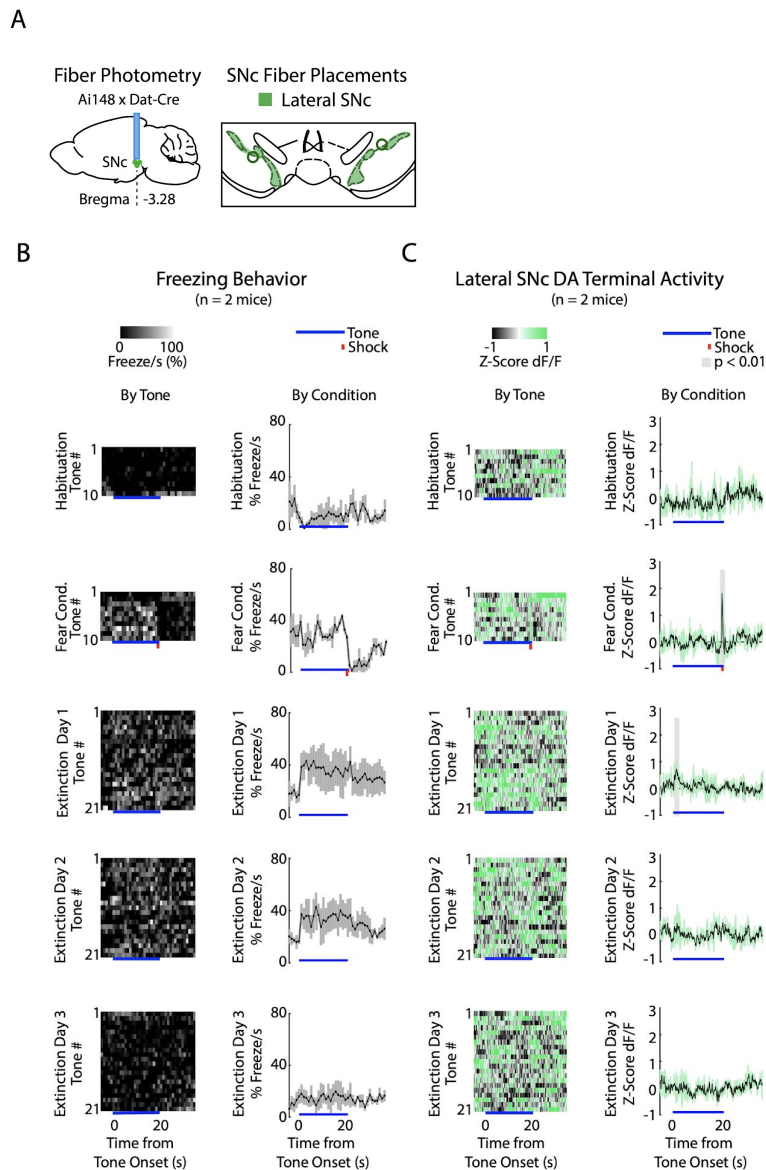 A
Fiber Photometry
Ai148 x Dat-Cre
SNc
Bregma -3.28
SNc Fiber Placements
Lateral SNc
B
Freezing Behavior
(n = 2 mice)
0 100
Freeze/s (%)
Tone
Shock
By Tone
By Condition
Habituation
Tone#
1
10
Habituation
% Freeze/s
80
40
0
Fear Cond.
Tone#
1
10
Fear Cond.
% Freeze/s
80
40
0
Extinction Day 1
Tone #
1
21
Extinction Day 1
% Freeze/s
80
40
0
Extinction Day 2
Tone #
1
21
Extinction Day 2
% Freeze/s
80
40
0
Extinction Day 3
Tone #
1
21
Extinction Day 3
% Freeze/s
80
40
0
0 20
Time from
Tone Onset (s)
0 20
Time from
Tone Onset (s)
C
Lateral SNc DA Terminal Activity
(n = 2 mice)
-1 1
Z-Score dF/F
Tone
Shock
p < 0.01
By Tone
By Condition
Habituation
Tone#
1
10
Habituation
Z-Score dF/F
3
2
1
0
-1
Fear Cond.
Tone#
1
10
Fear Cond.
Z-Score dF/F
3
2
1
0
-1
Extinction Day 1
Tone #
1
21
Extinction Day 1
Z-Score dF/F
3
2
1
0
-1
Extinction Day 2
Tone #
1
21
Extinction Day 2
Z-Score dF/F
3
2
1
0
-1
Extinction Day 3
Tone #
1
21
Extinction Day 3
Z-Score dF/F
3
2
1
0
-1
0 20
Time from
Tone Onset (s)
0 20
Time from
Tone Onset (s)